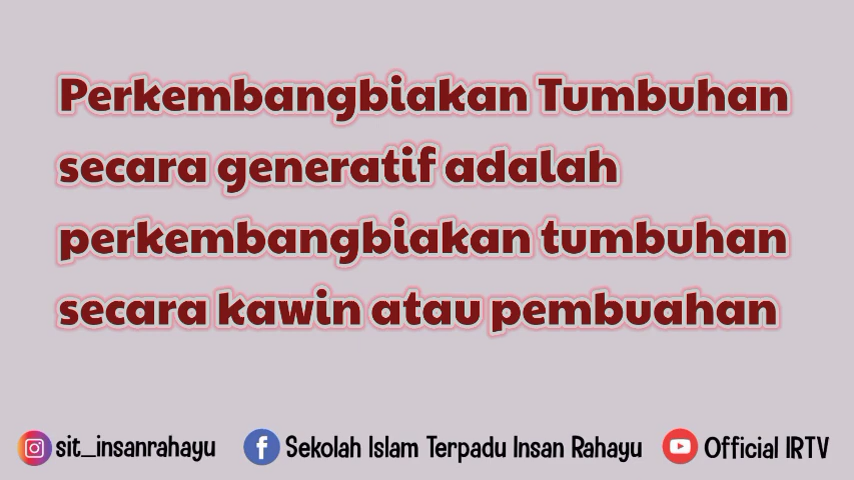 Perkembangbiakan Tumbuhan
secara generatif adalah
perkembangbiakan tumbuhan
secara kawin atau pembuahan
sit_insanrahayu Sekolah Islam Terpadu Insan Rahayu Official IRTV